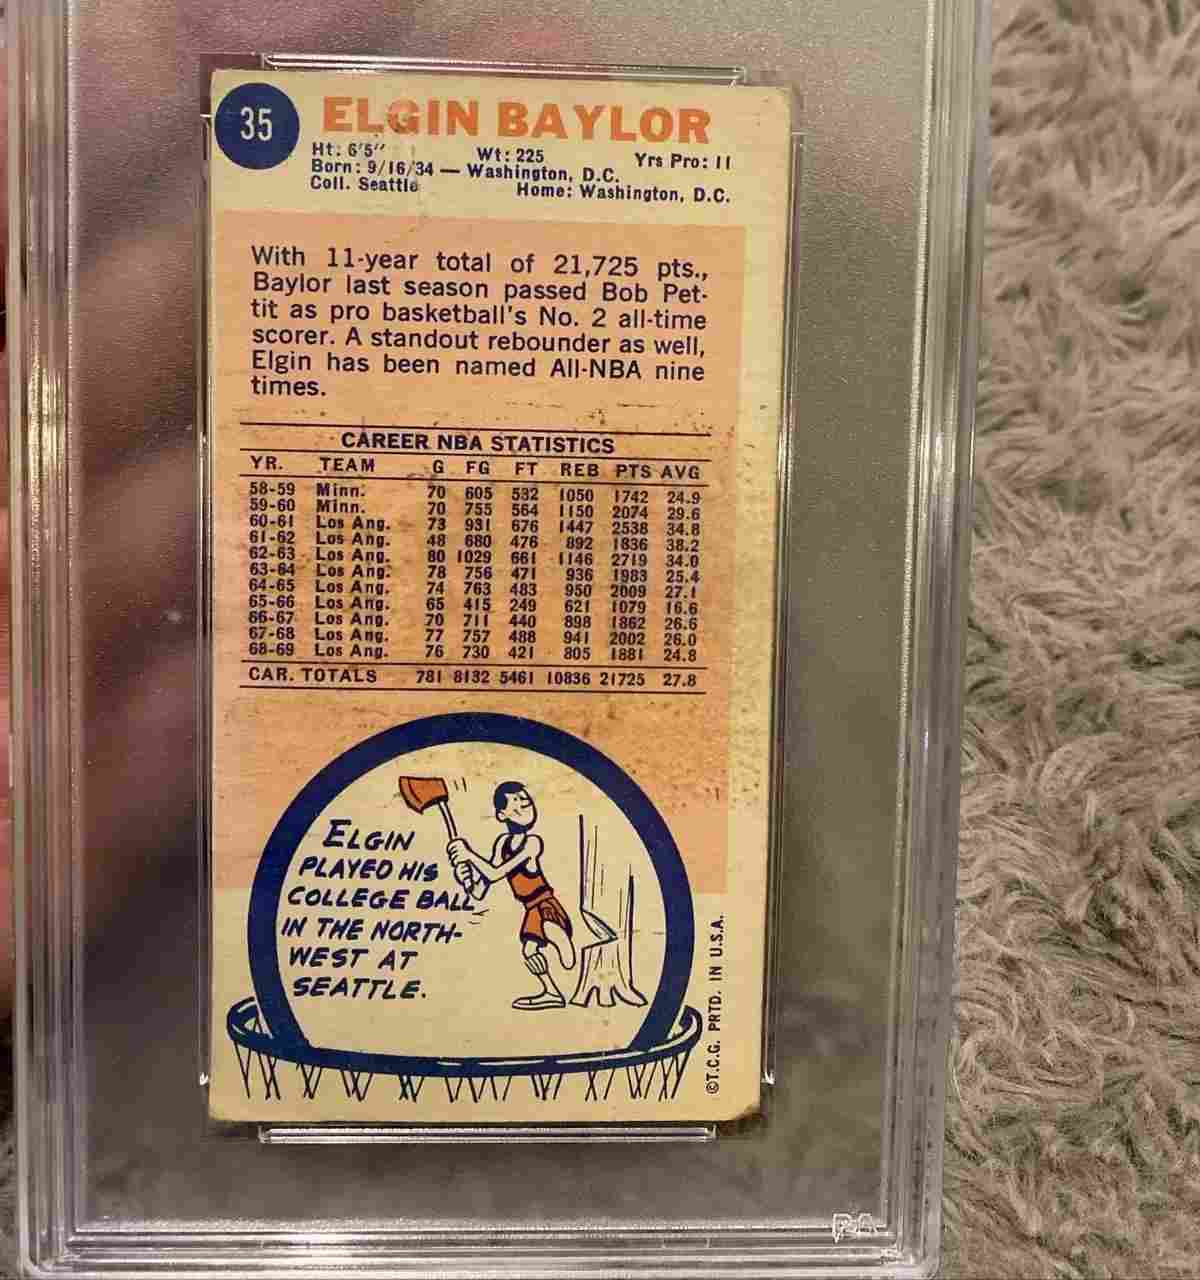 35
ELGIN BAYLOR
Ht: 6'5" Wt: 225 Yrs Pro: 11
Born: 9/16/34 — Washington, D.C.
Coll. Seattle Home: Washington, D.C.
With 11-year total of 21,725 pts.,
Baylor last season passed Bob Pet-
tit as pro basketball's No. 2 all-time
scorer. A standout rebounder as well,
Elgin has been named All-NBA nine
times.
CAREER NBA STATISTICS
YR. TEAM G FG FT REB PTS AVG
58-59 Minn. 70 605 532 1050 1742 24.9
59-60 Minn. 70 755 564 1150 2074 29.6
60-61 Los Ang. 73 931 676 1447 2538 34.8
61-62 Los Ang. 48 680 476 892 1836 38.2
62-63 Los Ang. 80 1029 661 1146 2719 34.0
63-64 Los Ang. 78 756 471 936 1983 25.4
64-65 Los Ang. 74 763 483 950 2009 27.1
65-66 Los Ang. 65 415 249 621 1079 16.6
66-67 Los Ang. 70 711 440 898 1862 26.6
67-68 Los Ang. 77 757 488 941 2002 26.0
68-69 Los Ang. 76 730 421 805 1881 24.8
CAR. TOTALS 781 8132 5461 10836 21725 27.8
ELGIN
PLAYED HIS
COLLEGE BALL
IN THE NORTH-
WEST AT
SEATTLE.
©T.C.G. PRTD. IN U.S.A.